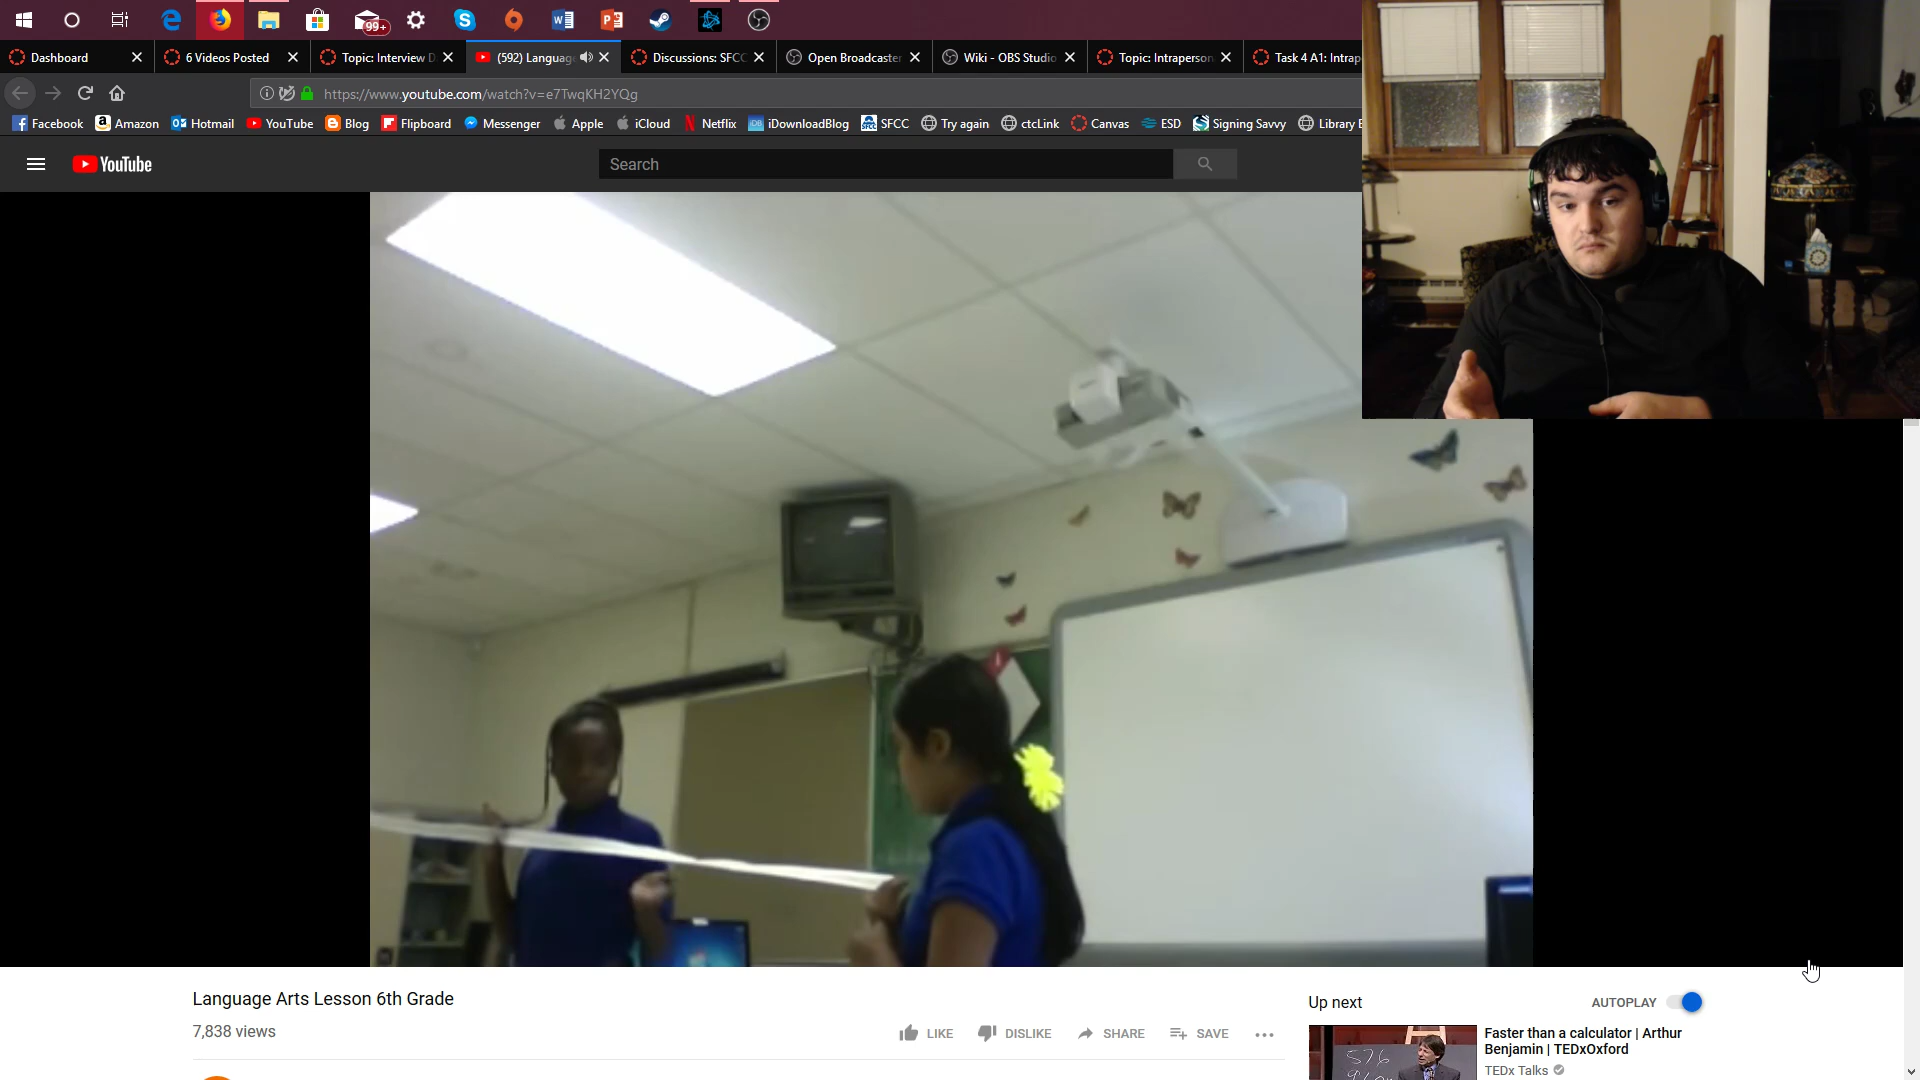 99+
Dashboard
6 Videos Posted
Topic: Interview D
(592) Languag
Discussions: SFCC
Open Broadcaster
Wiki - OBS Studio
Topic: Intraperson
Task 4 A1: Intrap
https://www.youtube.com/watch?v=e7TwqKH2YQg
Facebook
Amazon
Hotmail
YouTube
Blog
Flipboard
Messenger
Apple
iCloud
Netflix
iDownloadBlog
SFCC
Try again
ctcLink
Canvas
ESD
Signing Savvy
Library E
YouTube
Search
Language Arts Lesson 6th Grade
7,838 views
LIKE
DISLIKE
SHARE
SAVE
Up next
AUTOPLAY
576
Faster than a calculator | Arthur
Benjamin | TEDxOxford
TEDx Talks